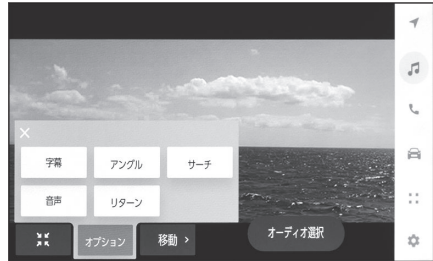 字幕
アングル
サーチ
音声
リターン
オプション
移動 >
オーディオ選択